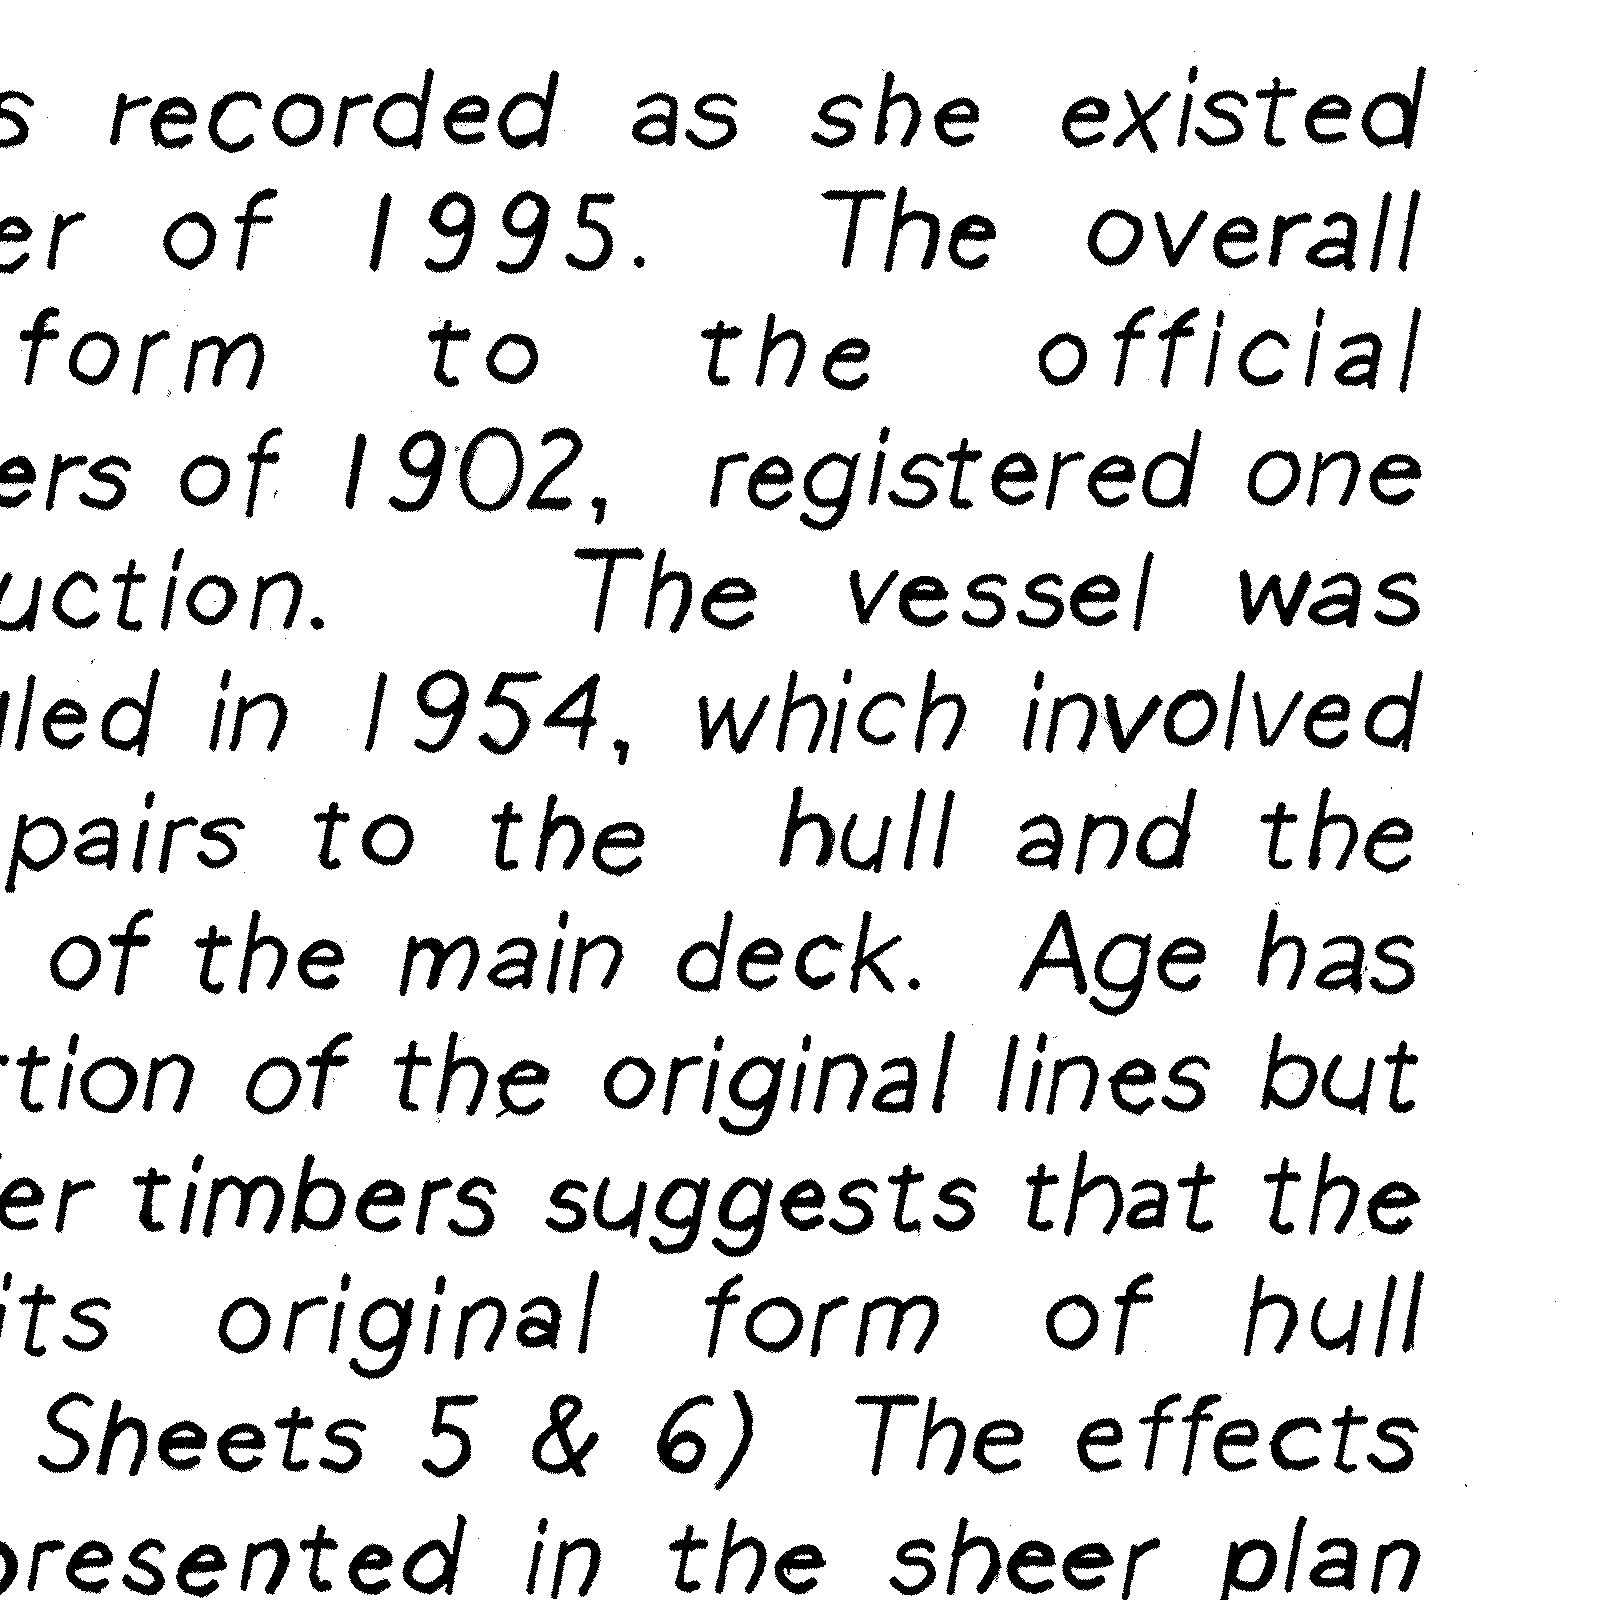 s recorded as she existed
er of 1995. The overall
form to the official
ers of 1902, registered one
uction. The vessel was
uled in 1954, which involved
pairs to the hull and the
of the main deck. Age has
rtion of the original lines but
er timbers suggests that the
its original form of hull
Sheets 5 & 6) The effects
presented in the sheer plan